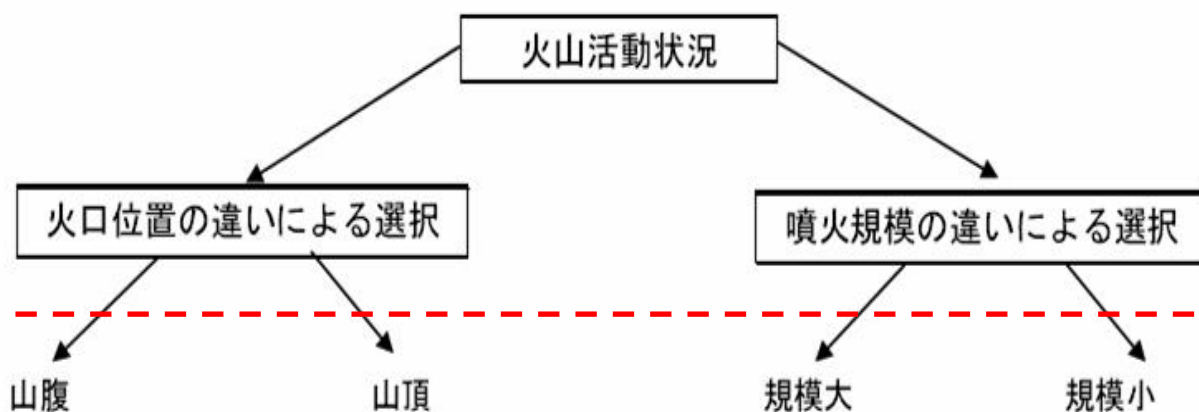 火山活動状況
火口位置の違いによる選択
噴火規模の違いによる選択
山腹
山頂
規模大
規模小